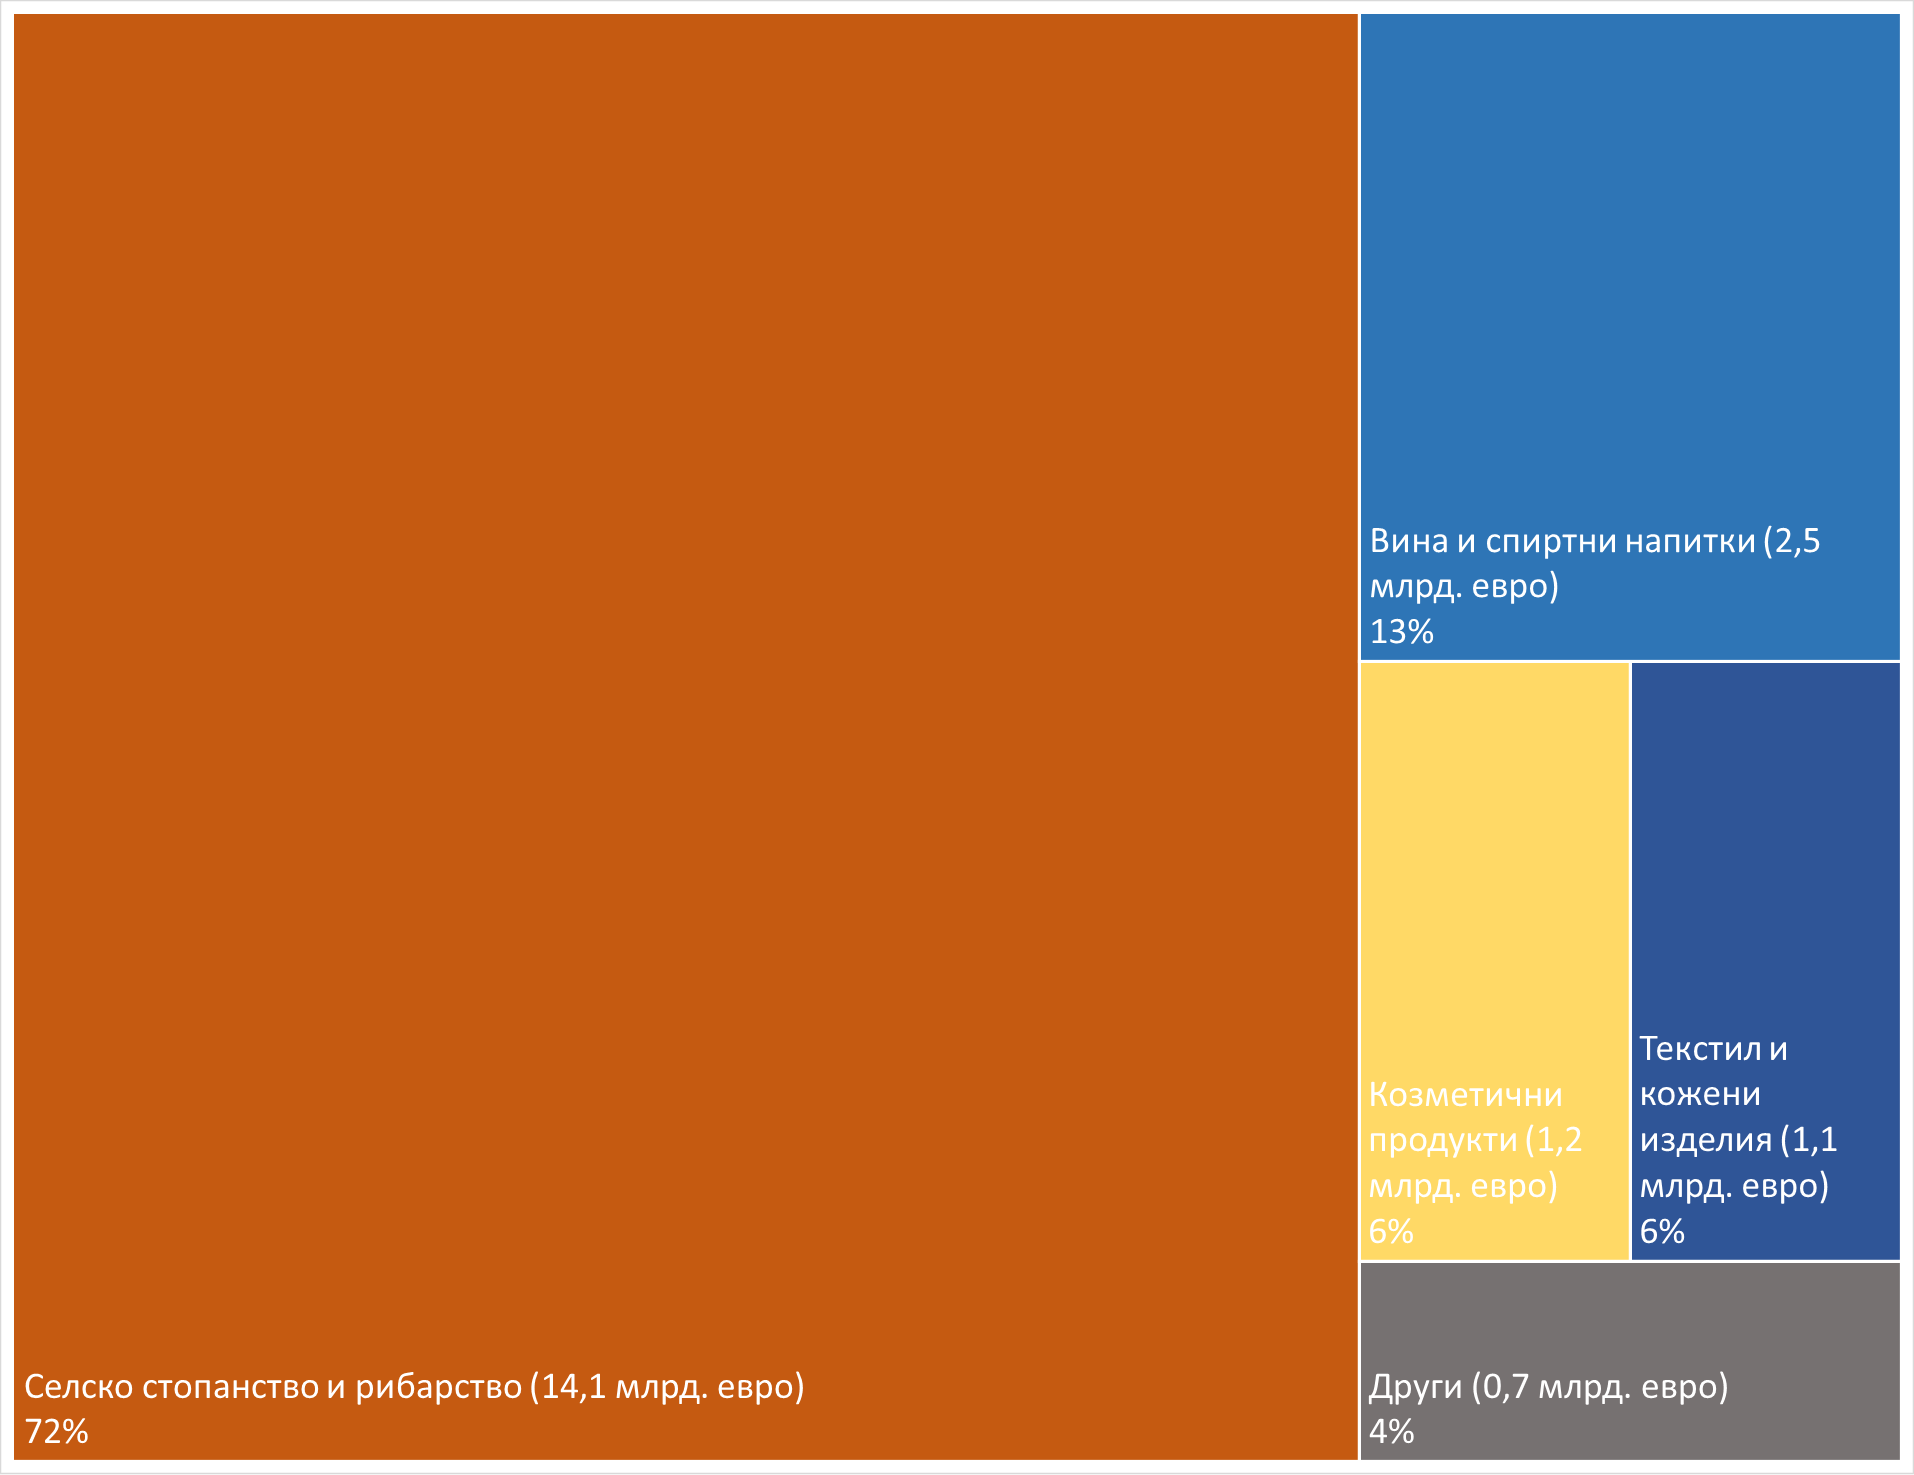 Вина и спиртни напитки (2,5
млрд. евро)
13%
Козметични
продукти (1,2
млрд. евро)
6%
Текстил и
кожени
изделия (1,1
млрд. евро)
6%
Селско стопанство и рибарство (14,1 млрд. евро)
72%
Други (0,7 млрд. евро)
4%